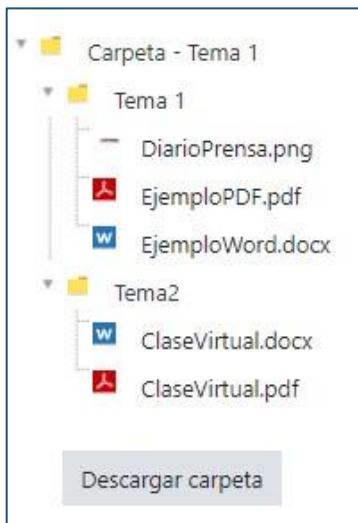 Carpeta - Tema 1
Tema 1
DiarioPrensa.png
EjemploPDF.pdf
EjemploWord.docx
Tema2
ClaseVirtual.docx
ClaseVirtual.pdf
Descargar carpeta